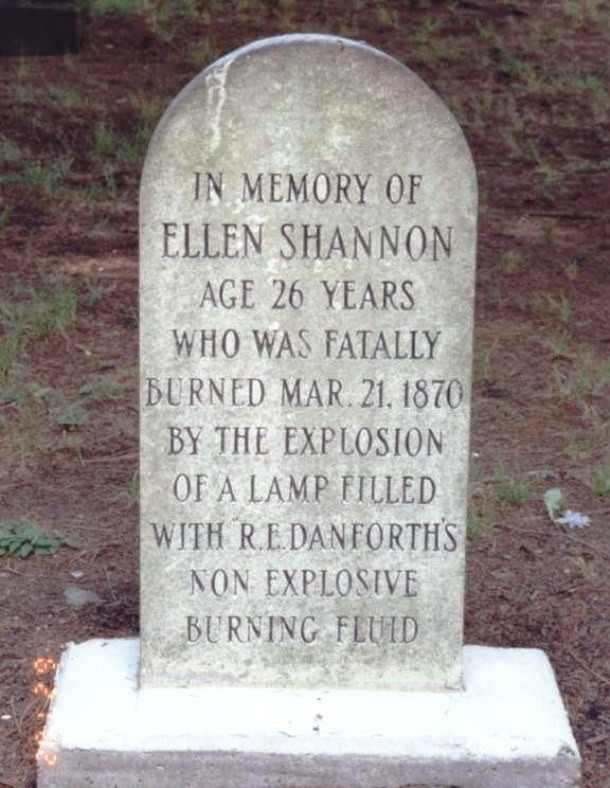 IN MEMORY OF
ELLEN SHANNON
AGE 26 YEARS
WHO WAS FATALLY
BURNED MAR. 21. 1870
BY THE EXPLOSION
OF A LAMP FILLED
WITH "R.E. DANFORTH'S
NON EXPLOSIVE
BURNING FLUID